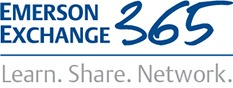 EMERSON
EXCHANGE 365
Learn. Share. Network.